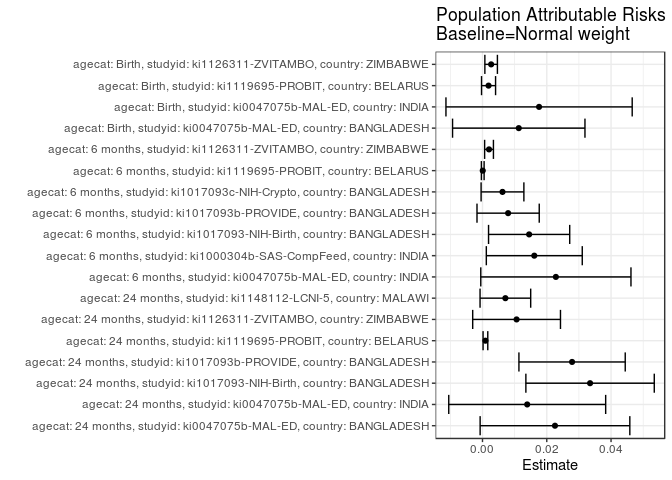 Population Attributable Risks
Baseline=Normal weight
agecat: Birth, studyid: ki1126311-ZVITAMBO, country: ZIMBABWE
agecat: Birth, studyid: ki1119695-PROBIT, country: BELARUS
agecat: Birth, studyid: ki0047075b-MAL-ED, country: INDIA
agecat: Birth, studyid: ki0047075b-MAL-ED, country: BANGLADESH
agecat: 6 months, studyid: ki1126311-ZVITAMBO, country: ZIMBABWE
agecat: 6 months, studyid: ki1119695-PROBIT, country: BELARUS
agecat: 6 months, studyid: ki1017093c-NIH-Crypto, country: BANGLADESH
agecat: 6 months, studyid: ki1017093b-PROVIDE, country: BANGLADESH
agecat: 6 months, studyid: ki1017093-NIH-Birth, country: BANGLADESH
agecat: 6 months, studyid: ki1000304b-SAS-CompFeed, country: INDIA
agecat: 6 months, studyid: ki0047075b-MAL-ED, country: INDIA
agecat: 24 months, studyid: ki1148112-LCNI-5, country: MALAWI
agecat: 24 months, studyid: ki1126311-ZVITAMBO, country: ZIMBABWE
agecat: 24 months, studyid: ki1119695-PROBIT, country: BELARUS
agecat: 24 months, studyid: ki1017093b-PROVIDE, country: BANGLADESH
agecat: 24 months, studyid: ki1017093-NIH-Birth, country: BANGLADESH
agecat: 24 months, studyid: ki0047075b-MAL-ED, country: INDIA
agecat: 24 months, studyid: ki0047075b-MAL-ED, country: BANGLADESH
0.00 0.02 0.04
Estimate